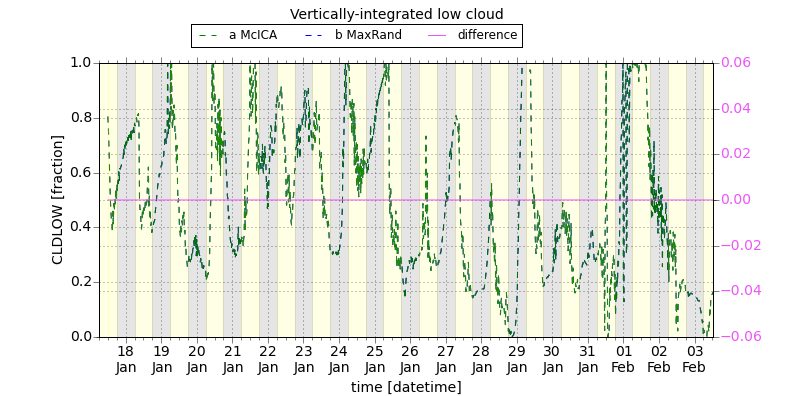 Vertically-integrated low cloud
a McICA b MaxRand difference
1.0 0.06
0.8 0.04
0.6 0.02
0.4 0.00
0.2 −0.02
0.0 −0.04
−0.06
CLDLOW [fraction]
18 19 20 21 22 23 24 25 26 27 28 29 30 31 01 02 03
Jan Jan Jan Jan Jan Jan Jan Jan Jan Jan Jan Jan Jan Jan Feb Feb Feb
time [datetime]